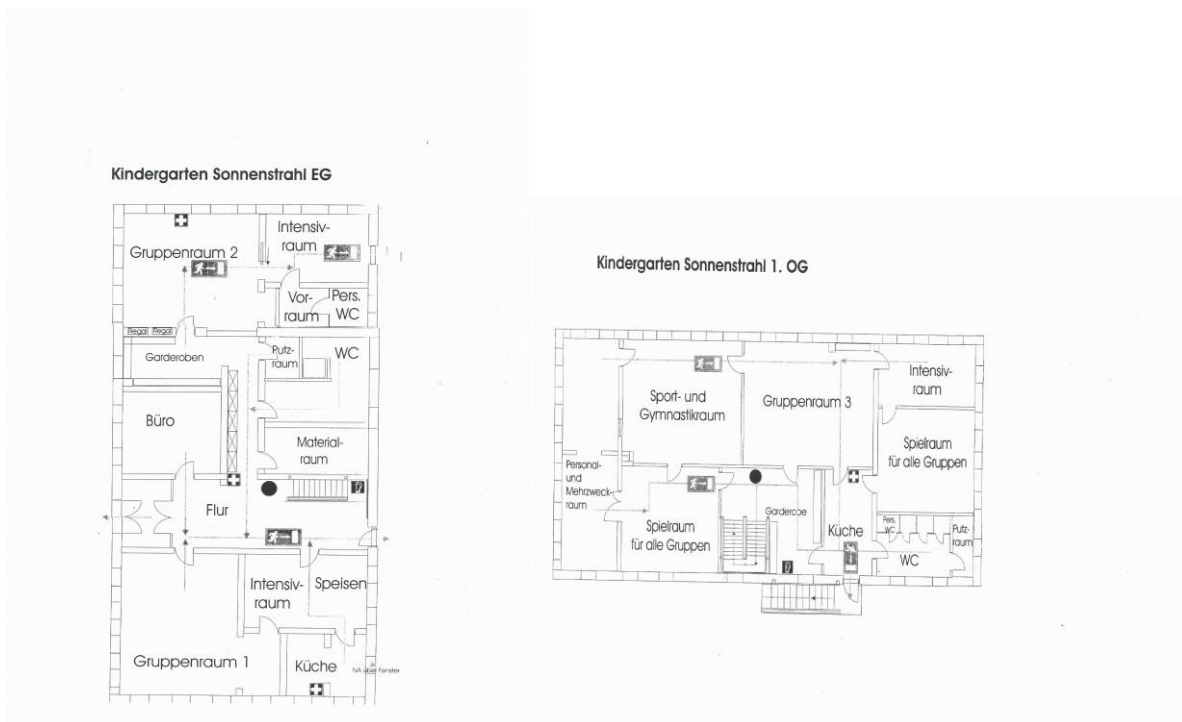 Kindergarten Sonnenstrahl EG
Gruppenraum 2
Intensiv-
raum
Vor-
raum
Pers.
WC
Regal Regal
Garderoben
Putz-
raum
WC
Büro
Material-
raum
Flur
Intensiv-
raum
Speisen
Gruppenraum 1
Küche
NA über Fenster
Kindergarten Sonnenstrahl 1. OG
Sport- und
Gymnastikraum
Gruppenraum 3
Intensiv-
raum
Spielraum
für alle Gruppen
Personal-
und
Mehrzweck-
raum
Spielraum
für alle Gruppen
Garderobe
Küche
Pers.
WC
Putz-
raum
WC